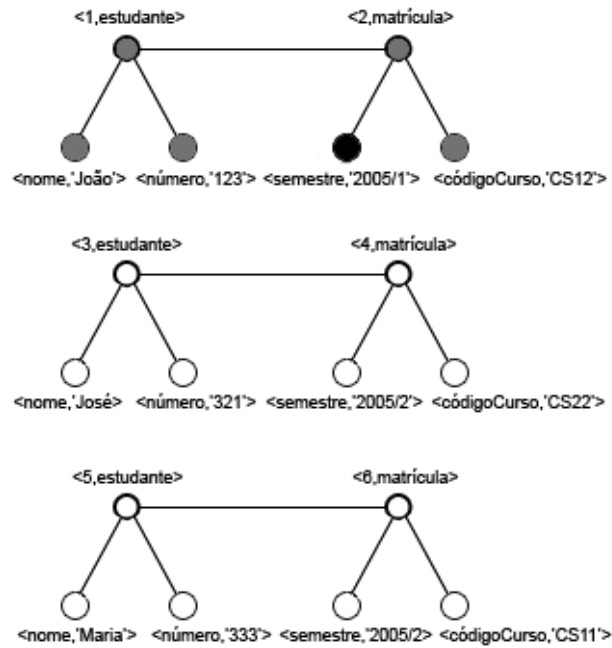 <1,estudante> <2,matrícula>
<nome,'João'> <número,'123'> <semestre,'2005/1'> <códigoCurso,'CS12'>
<3,estudante> <4,matrícula>
<nome,'José> <número,'321'> <semestre,'2005/2'> <códigoCurso,'CS22'>
<5,estudante> <6,matrícula>
<nome,'Maria'> <número,'333'> <semestre,'2005/2> <códigoCurso,'CS11'>